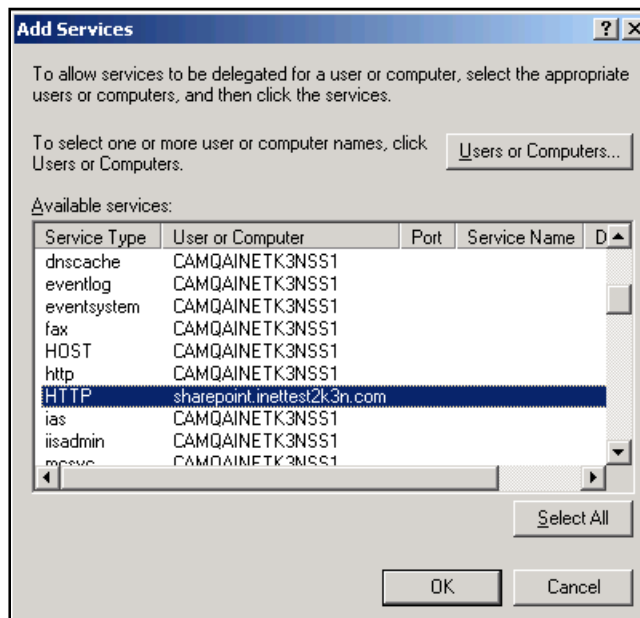 Add Services
To allow services to be delegated for a user or computer, select the appropriate
users or computers, and then click the services.
To select one or more user or computer names, click
Users or Computers.
Users or Computers...
Available services:
Service Type User or Computer Port Service Name D
dnscache CAMQAINETK3NSS1
eventlog CAMQAINETK3NSS1
eventsystem CAMQAINETK3NSS1
fax CAMQAINETK3NSS1
HOST CAMQAINETK3NSS1
http CAMQAINETK3NSS1
HTTP sharepoint.inettest2k3n.com
ias CAMQAINETK3NSS1
iisadmin CAMQAINETK3NSS1
mcsvc CAMQAINETK3NSS1
Select All
OK Cancel